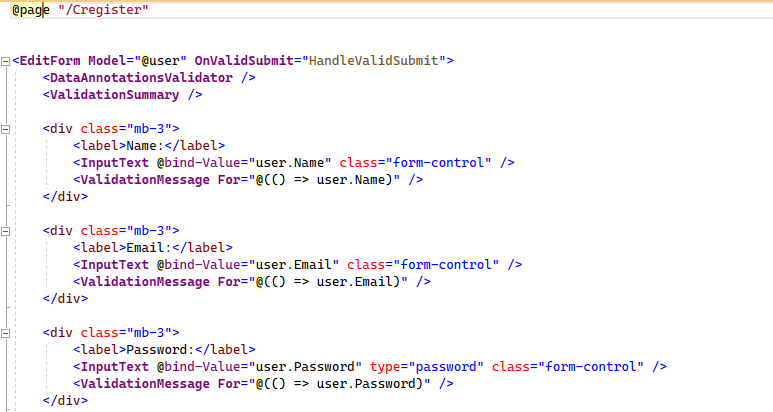 @page "/Cregister"
<EditForm Model="@user" OnValidSubmit="HandleValidSubmit">
    <DataAnnotationsValidator />
    <ValidationSummary />
    <div class="mb-3">
        <label>Name:</label>
        <InputText @bind-Value="user.Name" class="form-control" />
        <ValidationMessage For="@(() => user.Name)" />
    </div>
    <div class="mb-3">
        <label>Email:</label>
        <InputText @bind-Value="user.Email" class="form-control" />
        <ValidationMessage For="@(() => user.Email)" />
    </div>
    <div class="mb-3">
        <label>Password:</label>
        <InputText @bind-Value="user.Password" type="password" class="form-control" />
        <ValidationMessage For="@(() => user.Password)" />
    </div>